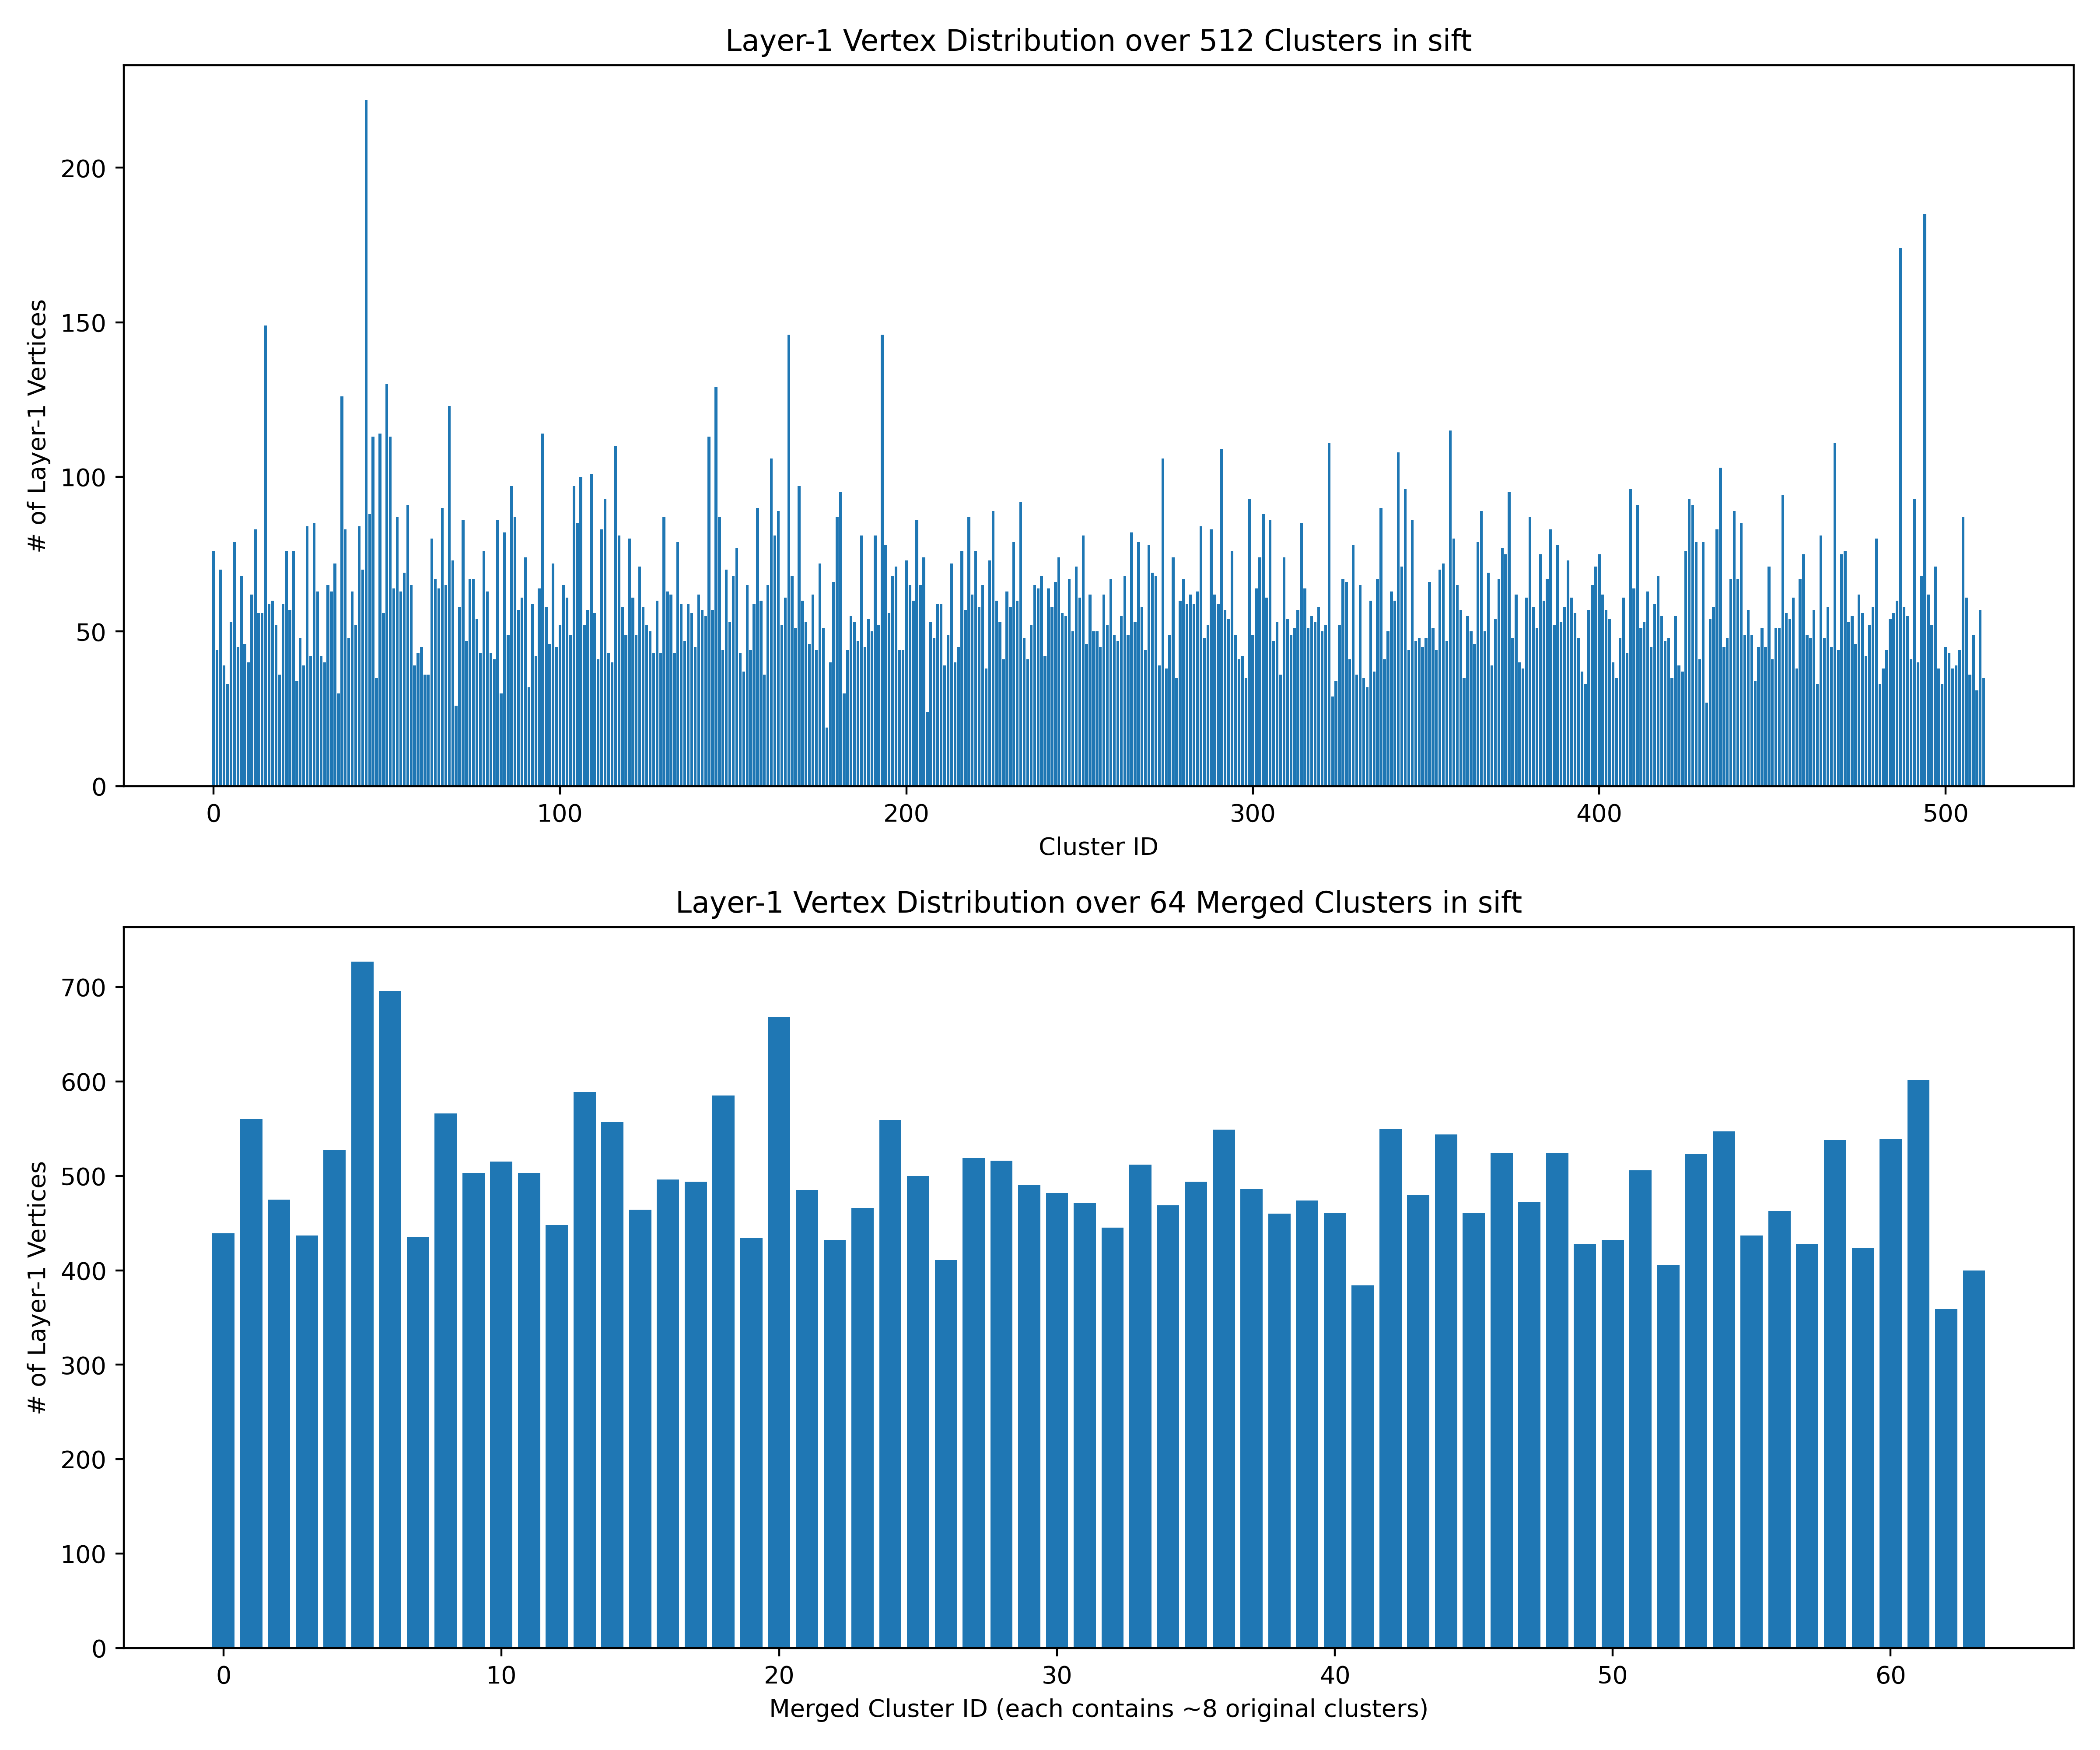 Layer-1 Vertex Distribution over 512 Clusters in sift
# of Layer-1 Vertices
200
150
100
50
0
0 100 200 300 400 500
Cluster ID
Layer-1 Vertex Distribution over 64 Merged Clusters in sift
# of Layer-1 Vertices
700
600
500
400
300
200
100
0
0 10 20 30 40 50 60
Merged Cluster ID (each contains ~8 original clusters)